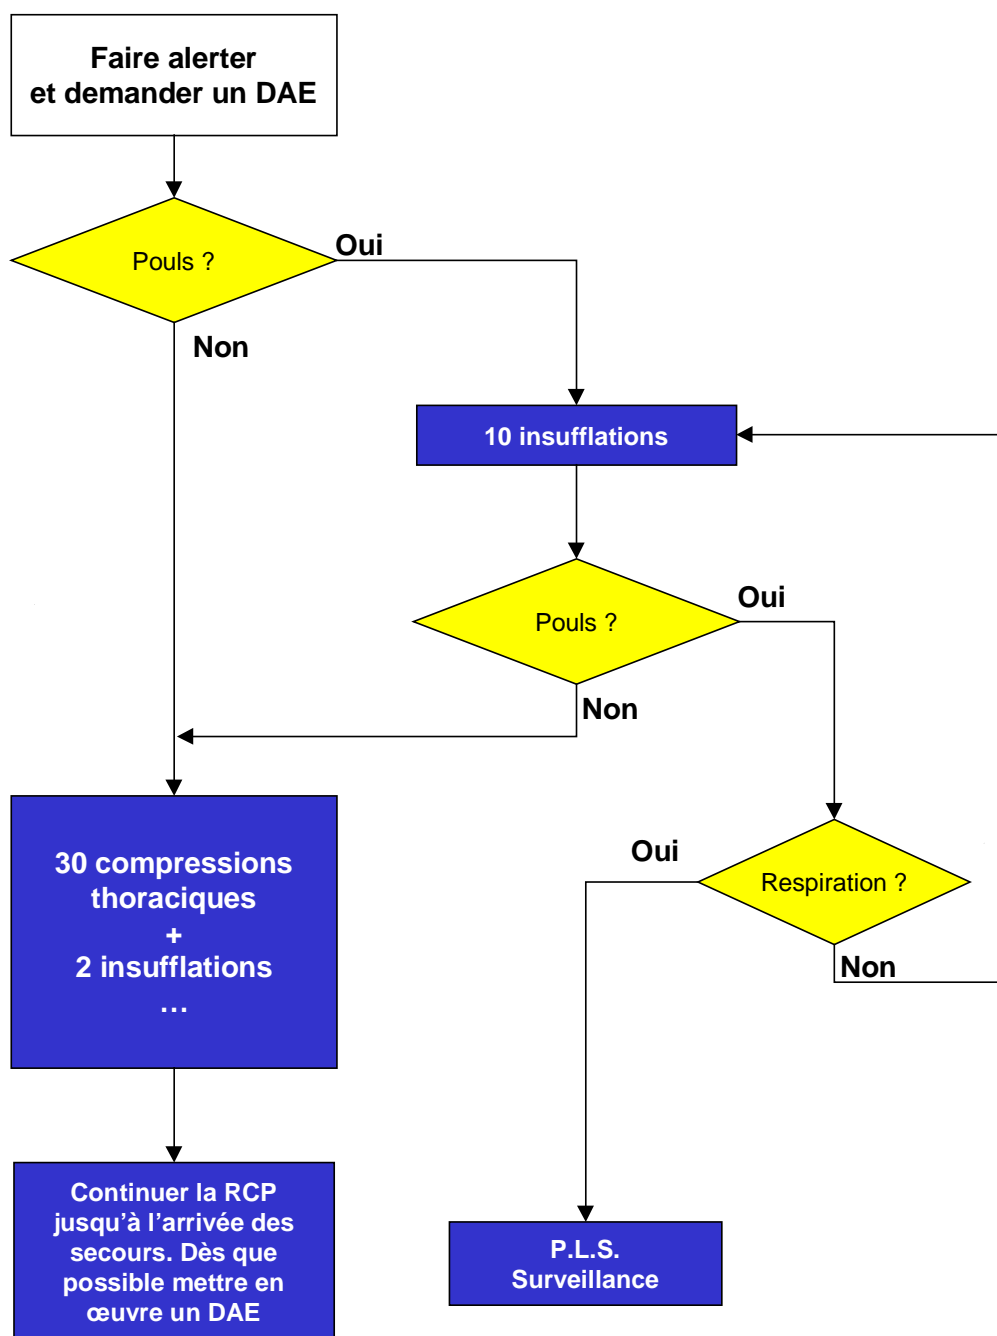 Faire alerter
et demander un DAE
Pouls ?
Oui
Non
10 insufflations
Pouls ?
Oui
Non
30 compressions
thoraciques
+
2 insufflations
…
Oui
Respiration ?
Non
Continuer la RCP
jusqu'à l'arrivée des
secours. Dès que
possible mettre en
œuvre un DAE
P.L.S.
Surveillance